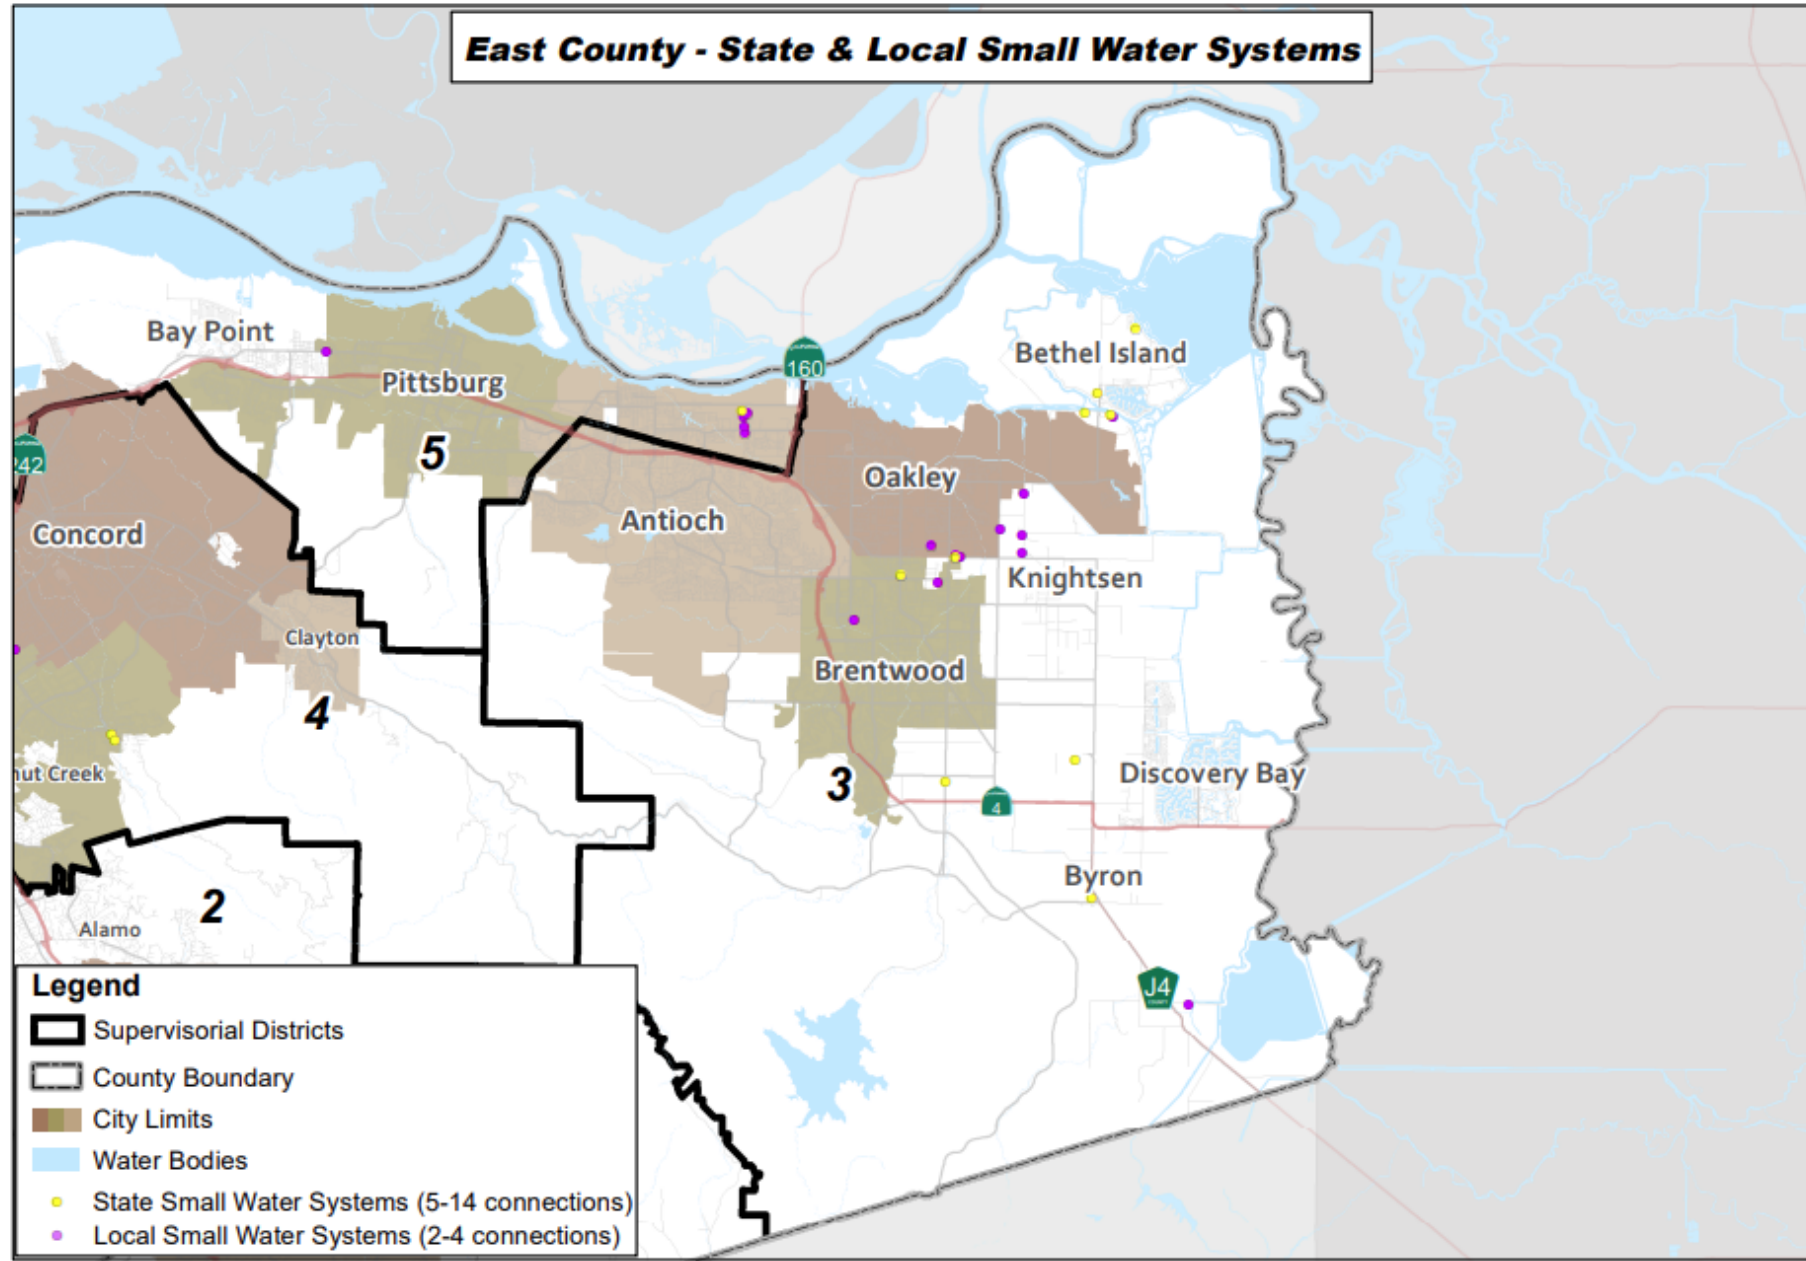 East County - State & Local Small Water Systems
Bay Point
Bethel Island
160
Pittsburg
5
242
Oakley
Antioch
Concord
Knightsen
Clayton
Brentwood
4
nut Creek
3
Discovery Bay
4
Byron
2
Alamo
J4
Legend
Supervisorial Districts
County Boundary
City Limits
Water Bodies
State Small Water Systems (5-14 connections)
Local Small Water Systems (2-4 connections)